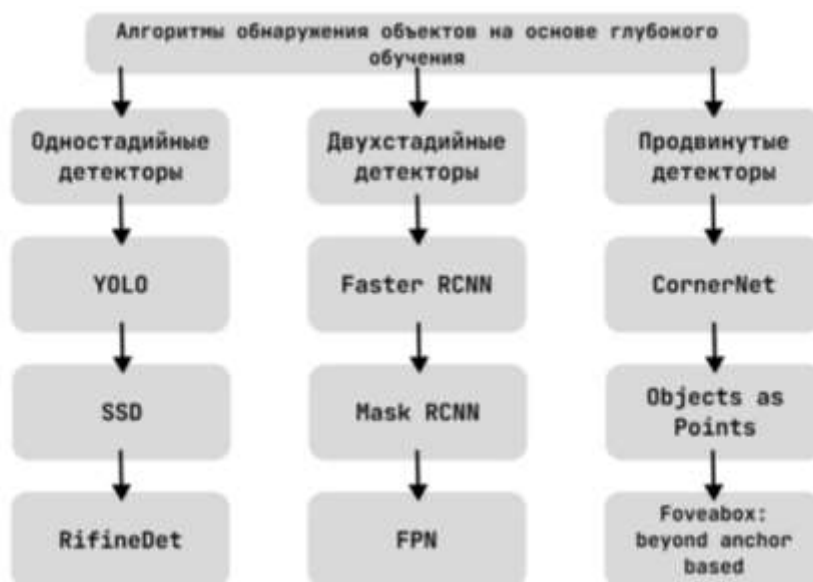 Алгоритмы обнаружения объектов на основе глубокого
обучения
Одностадийные
детекторы
Двухстадийные
детекторы
Продвинутые
детекторы
YOLO
Faster RCNN
CornerNet
SSD
Mask RCNN
Objects as
Points
RifineDet
FPN
Foveabox:
beyond anchor
based